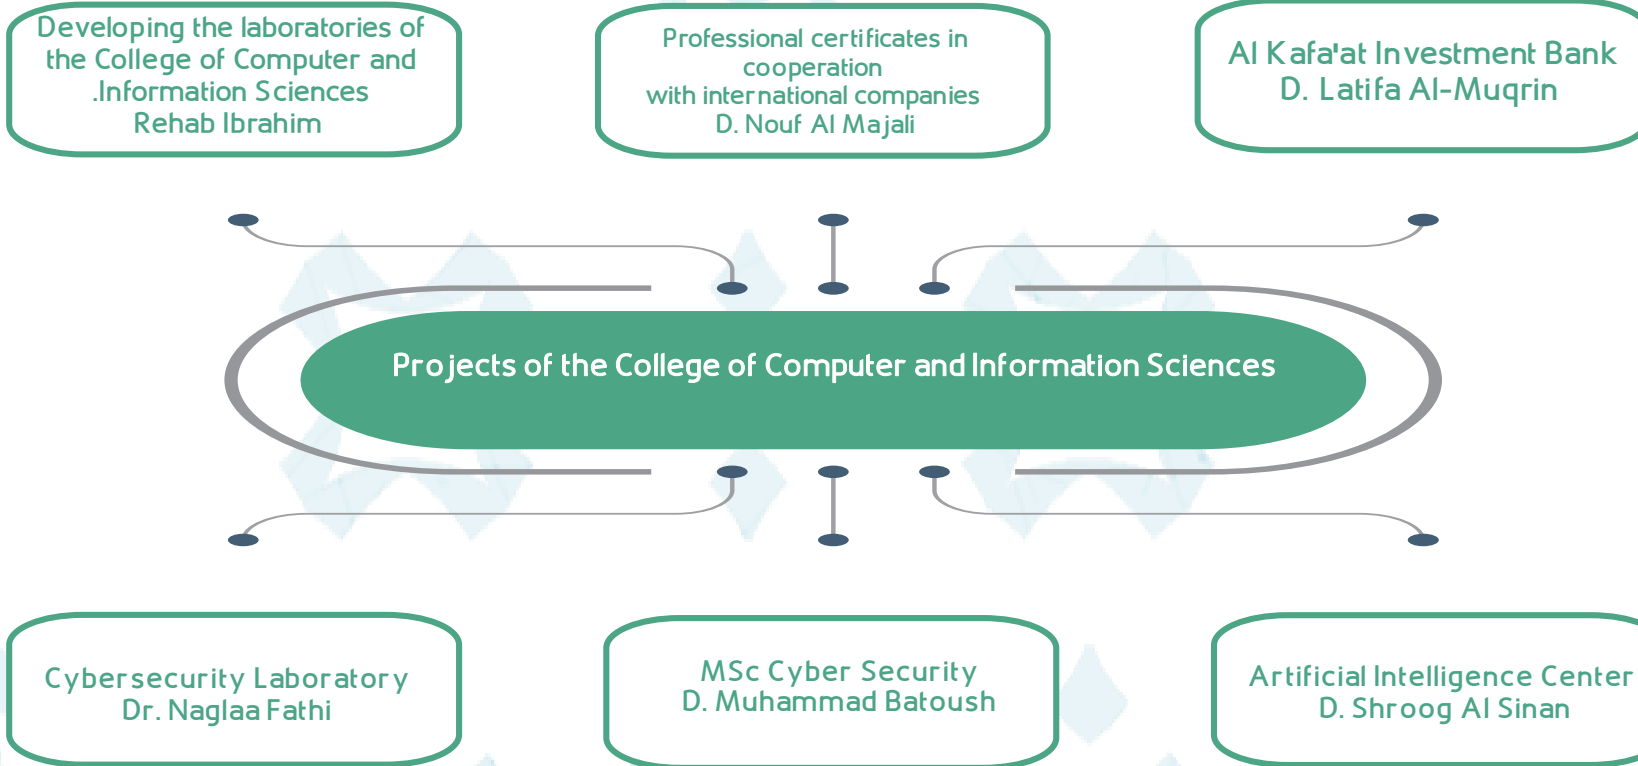 Developing the laboratories of
the College of Computer and
.Information Sciences
Rehab Ibrahim
Professional certificates in
cooperation
with international companies
D. Nouf Al Majali
Al Kafa'at Investment Bank
D. Latifa Al-Muqrin
Projects of the College of Computer and Information Sciences
Cybersecurity Laboratory
Dr. Naglaa Fathi
MSc Cyber Security
D. Muhammad Batoush
Artificial Intelligence Center
D. Shroog Al Sinan